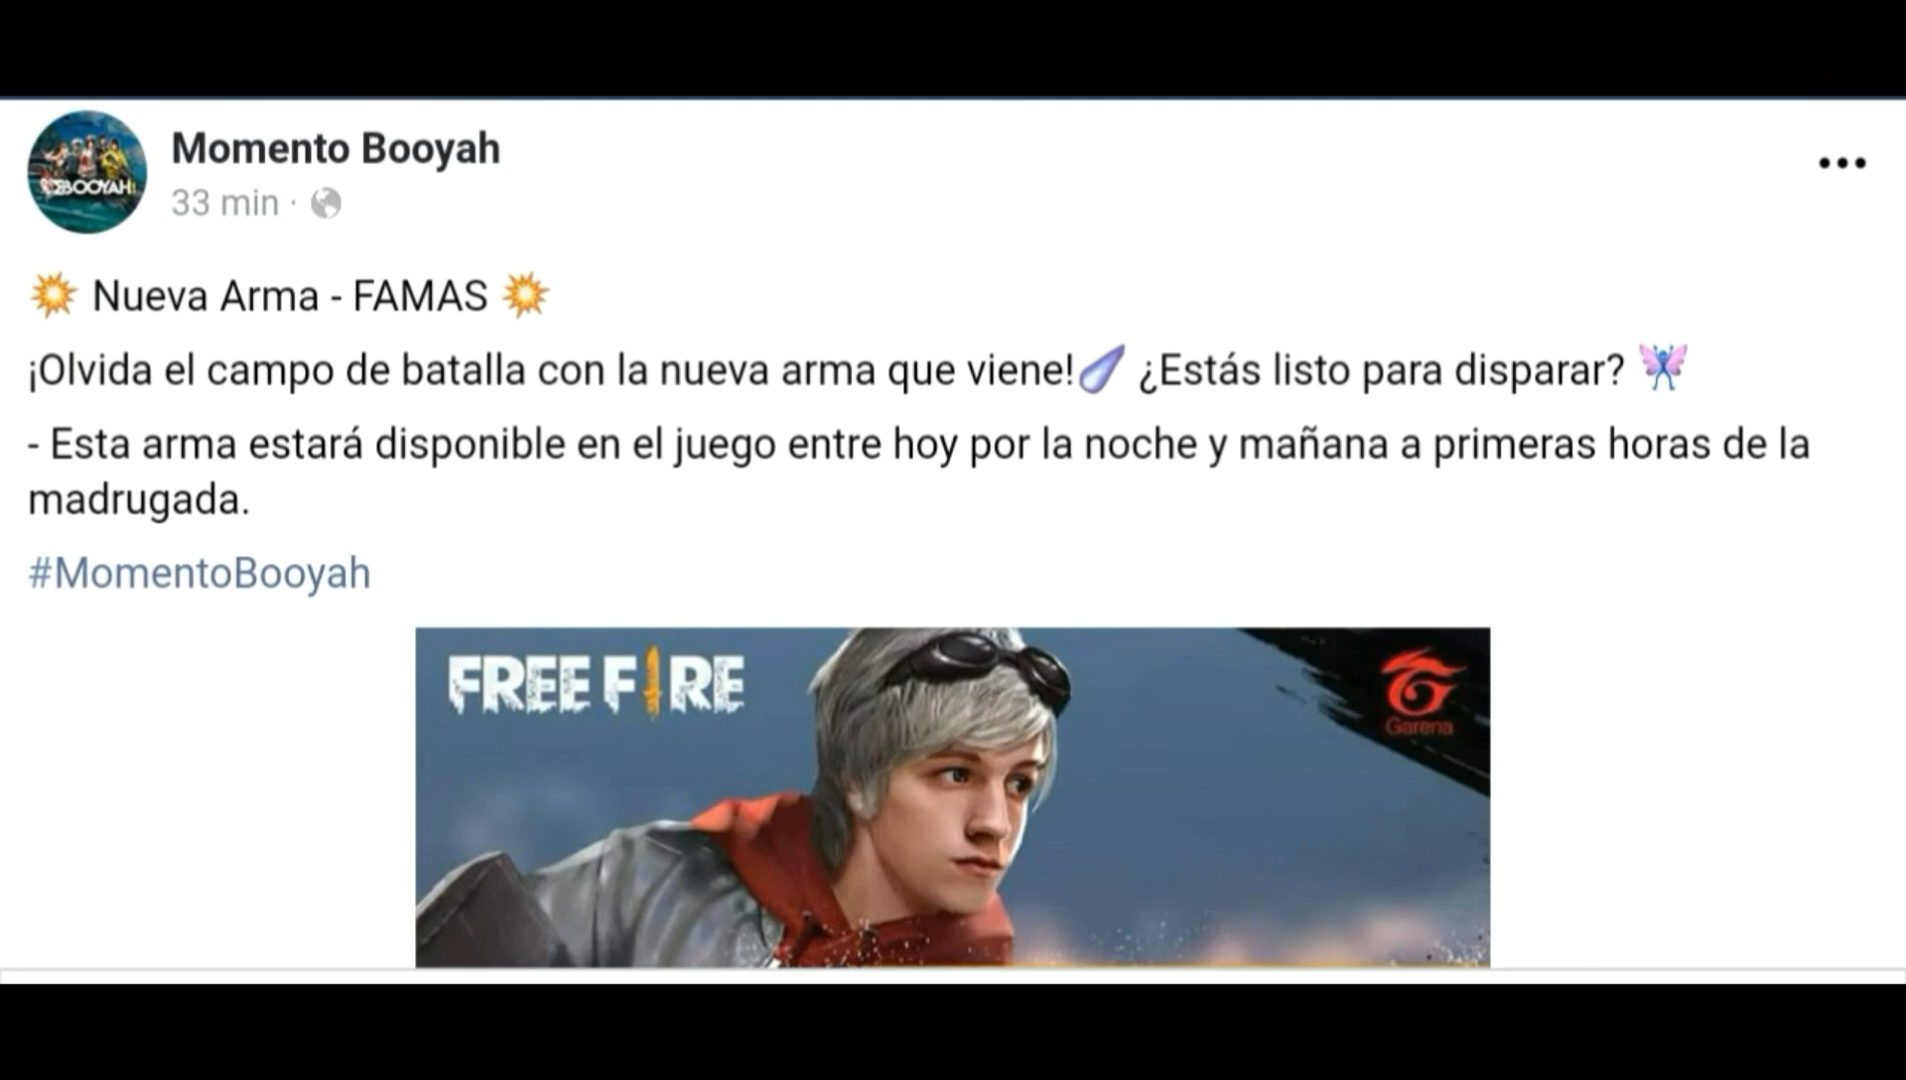 Momento Booyah
33 min ·
BOOYAH!
💥 Nueva Arma - FAMAS 💥
¡Olvida el campo de batalla con la nueva arma que viene! ¿Estás listo para disparar?
- Esta arma estará disponible en el juego entre hoy por la noche y mañana a primeras horas de la
madrugada.
#MomentoBooyah
FREE FIRE
Garena